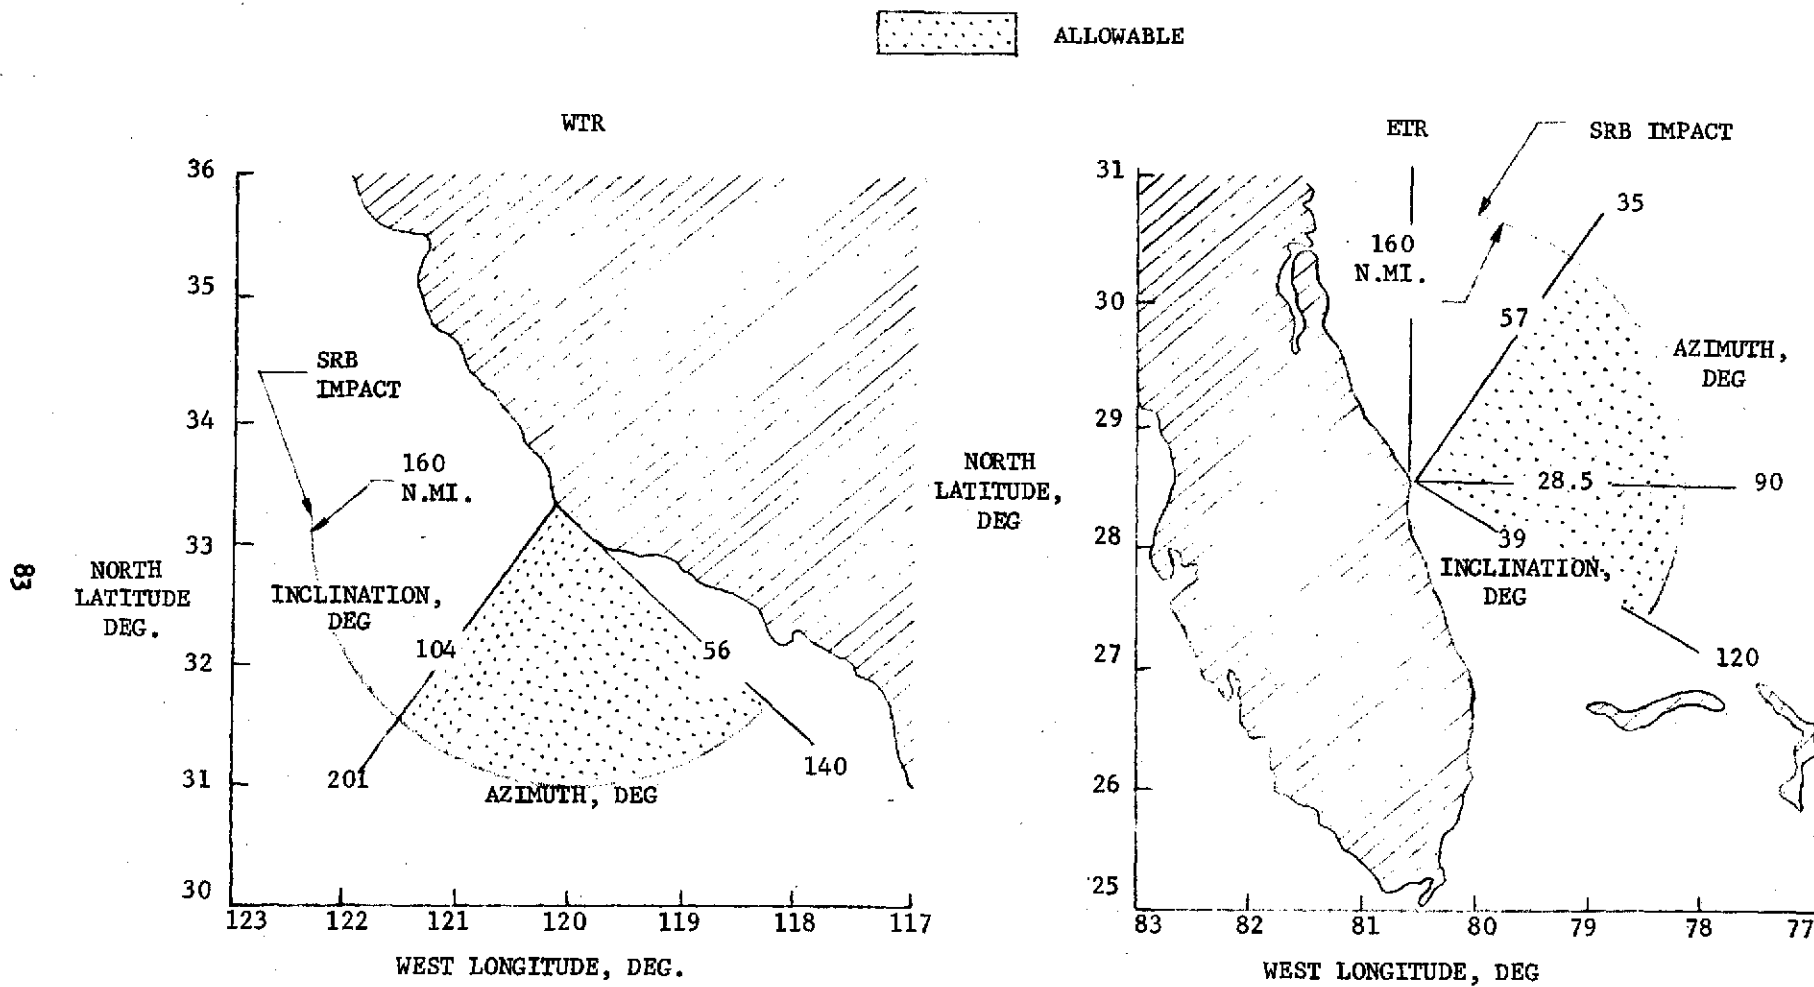 ALLOWABLE
WTR
36
35
34
33
32
31
30
123
122
121
120
119
118
117
WEST LONGITUDE, DEG.
NORTH
LATITUDE
DEG.
SRB
IMPACT
160
N.MI.
INCLINATION,
DEG
104
56
201
140
AZIMUTH, DEG
83
ETR
SRB IMPACT
31
30
29
28
27
26
25
83
82
81
80
79
78
77
WEST LONGITUDE, DEG
NORTH
LATITUDE,
DEG
160
N.MI.
35
57
AZIMUTH,
DEG
28.5
90
39
INCLINATION,
DEG
120